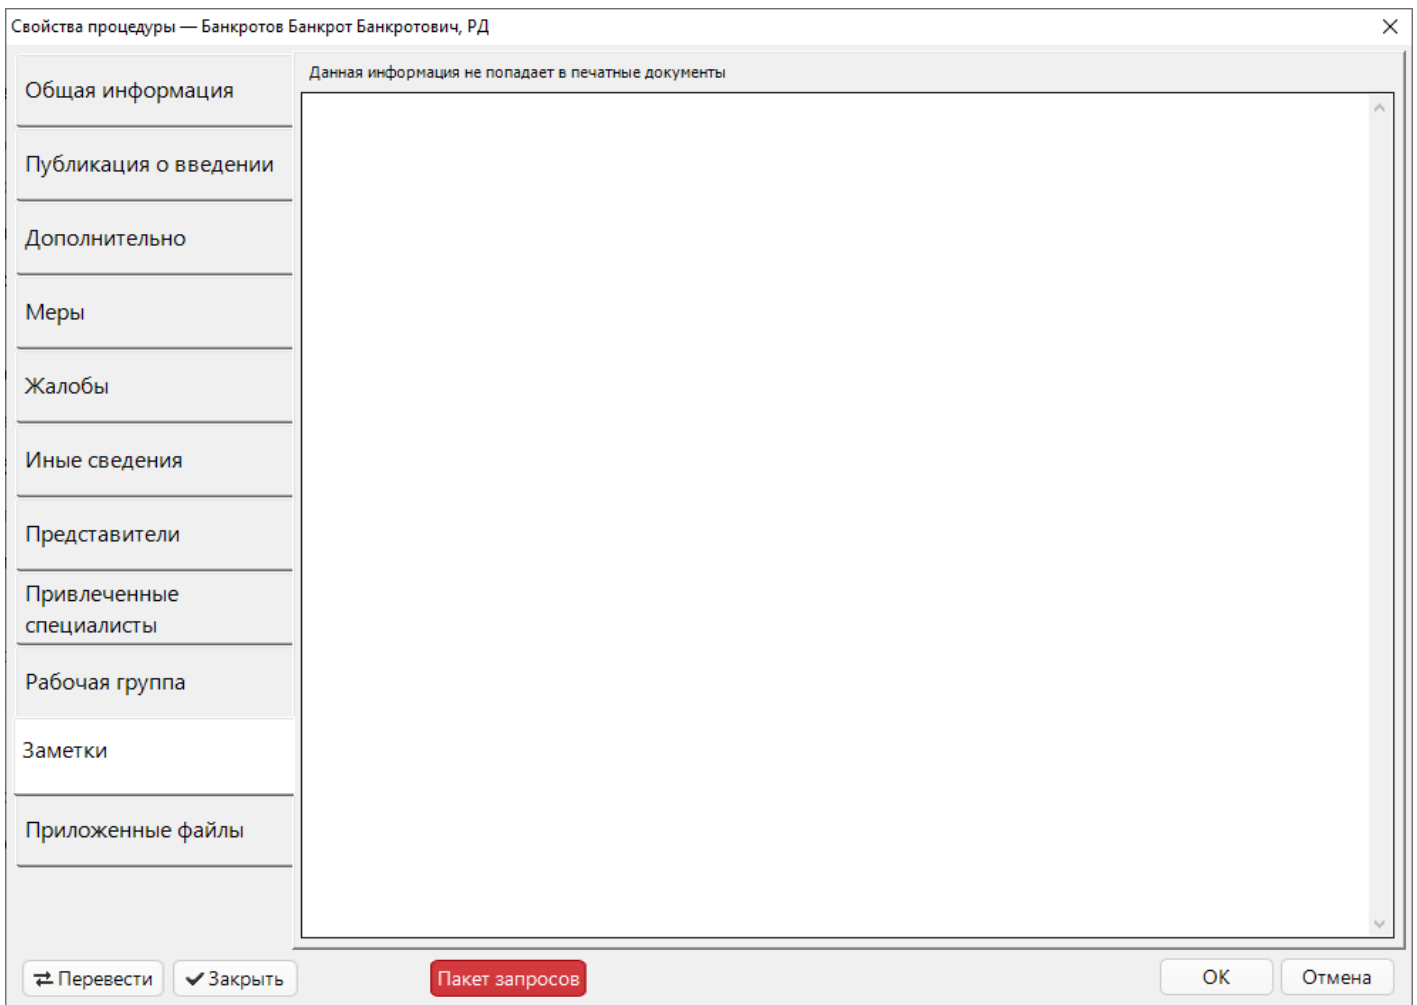 Свойства процедуры — Банкротов Банкрот Банкротович, РД
Общая информация
Публикация о введении
Дополнительно
Меры
Жалобы
Иные сведения
Представители
Привлеченные
специалисты
Рабочая группа
Заметки
Приложенные файлы
Данная информация не попадает в печатные документы
Перевести
Закрыть
Пакет запросов
OK
Отмена